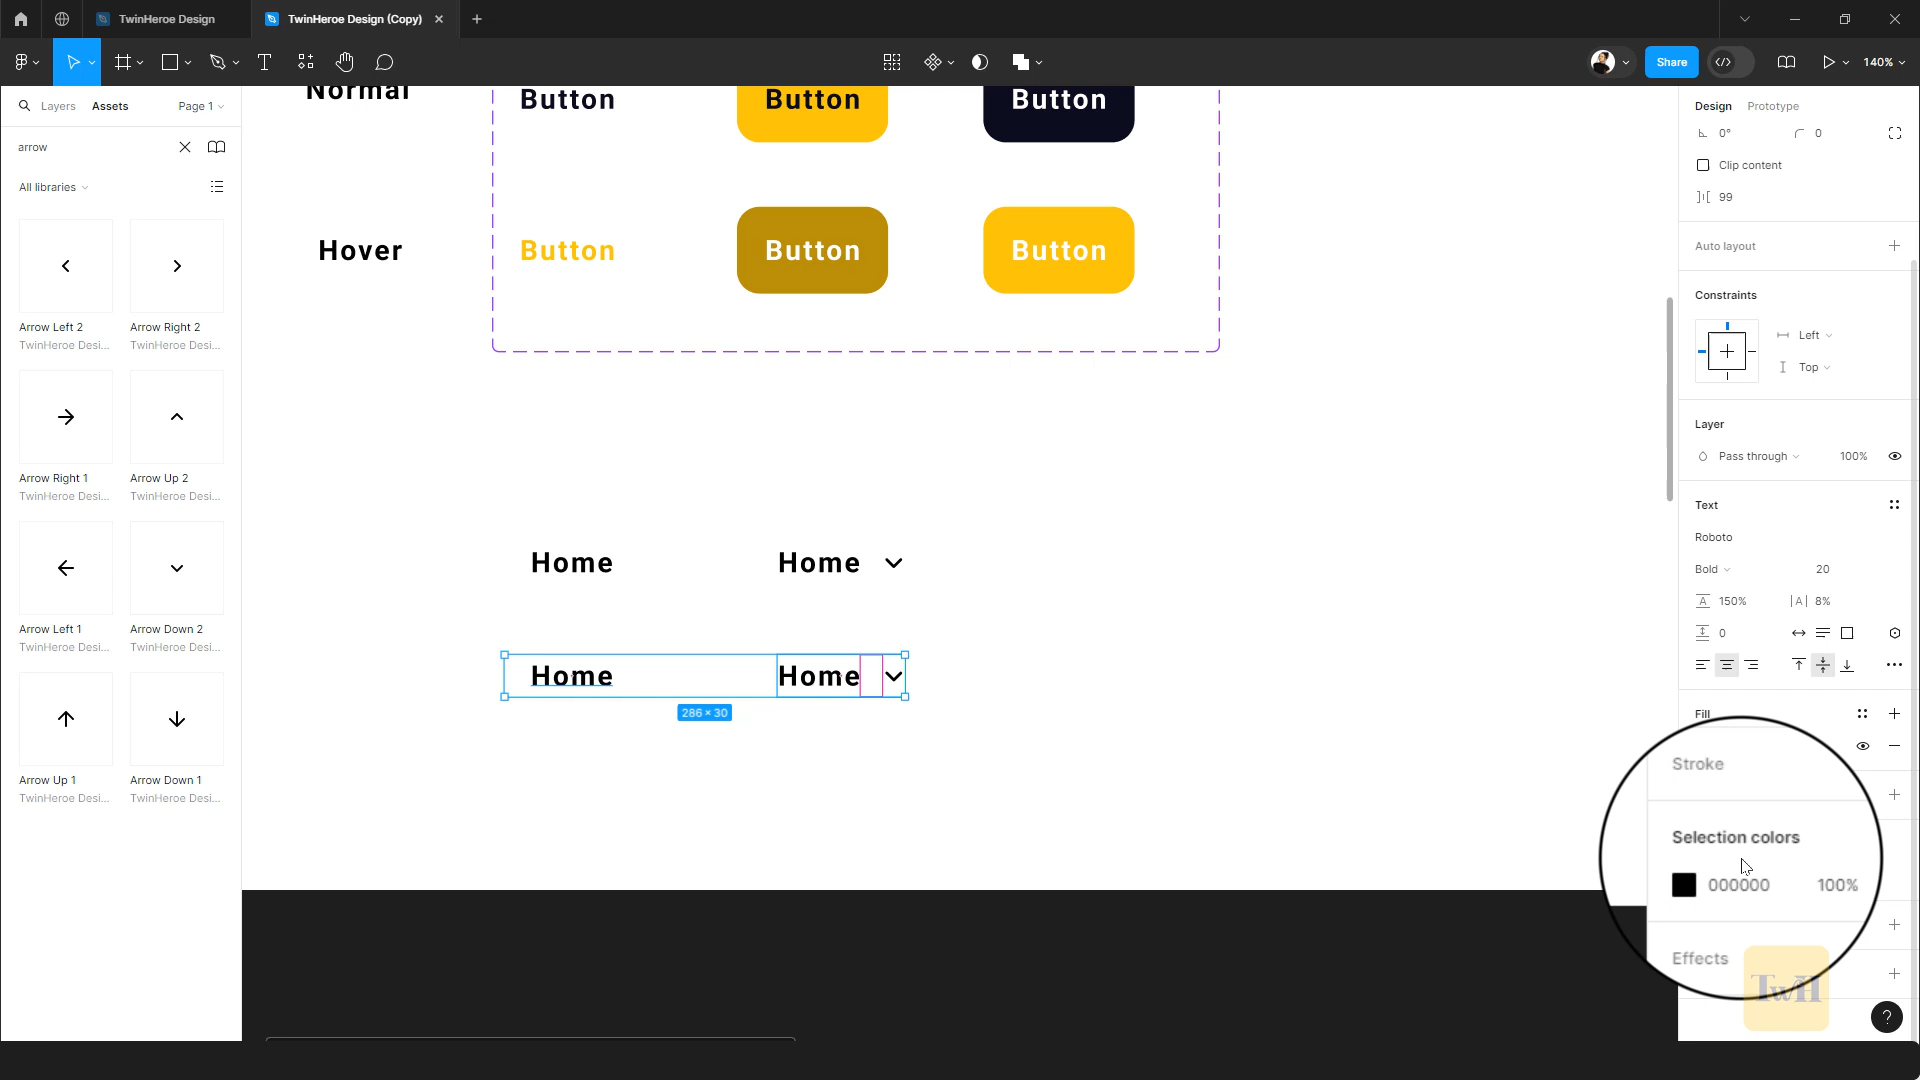 TwinHeroe Design
TwinHeroe Design (Copy)
Share
140%
Layers
Assets
Page 1
arrow
All libraries
Arrow Left 2
TwinHeroe Desi...
Arrow Right 2
TwinHeroe Desi...
Arrow Right 1
TwinHeroe Desi...
Arrow Up 2
TwinHeroe Desi...
Arrow Left 1
TwinHeroe Desi...
Arrow Down 2
TwinHeroe Desi...
Arrow Up 1
TwinHeroe Desi...
Arrow Down 1
TwinHeroe Desi...
Normal
Button
Button
Button
Hover
Button
Button
Button
Home
Home
Home
Home
286 × 30
Design
Prototype
0°
0
Clip content
99
Auto layout
Constraints
Left
Top
Layer
Pass through
100%
Text
Roboto
Bold
20
150%
8%
0
Fill
Stroke
Selection colors
000000
100%
Effects
TwH
?